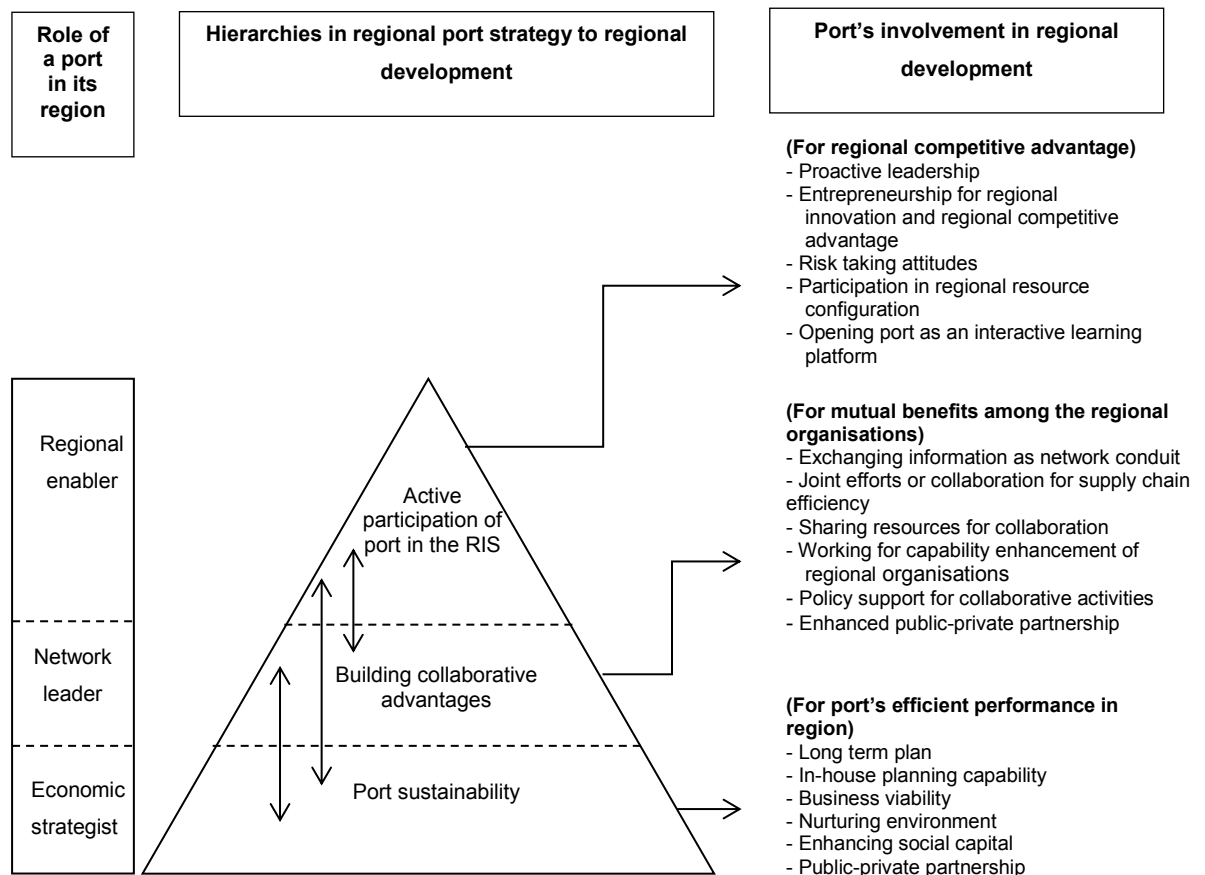 Role of
a port
in its
region
Hierarchies in regional port strategy to regional
development
Port's involvement in regional
development
(For regional competitive advantage)
- Proactive leadership
- Entrepreneurship for regional
innovation and regional competitive
advantage
- Risk taking attitudes
- Participation in regional resource
configuration
- Opening port as an interactive learning
platform
Regional
enabler
Active
participation of
port in the RIS
(For mutual benefits among the regional
organisations)
- Exchanging information as network conduit
- Joint efforts or collaboration for supply chain
efficiency
- Sharing resources for collaboration
- Working for capability enhancement of
regional organisations
- Policy support for collaborative activities
- Enhanced public-private partnership
Network
leader
Building collaborative
advantages
(For port's efficient performance in
region)
- Long term plan
- In-house planning capability
- Business viability
- Nurturing environment
- Enhancing social capital
- Public-private partnership
Economic
strategist
Port sustainability